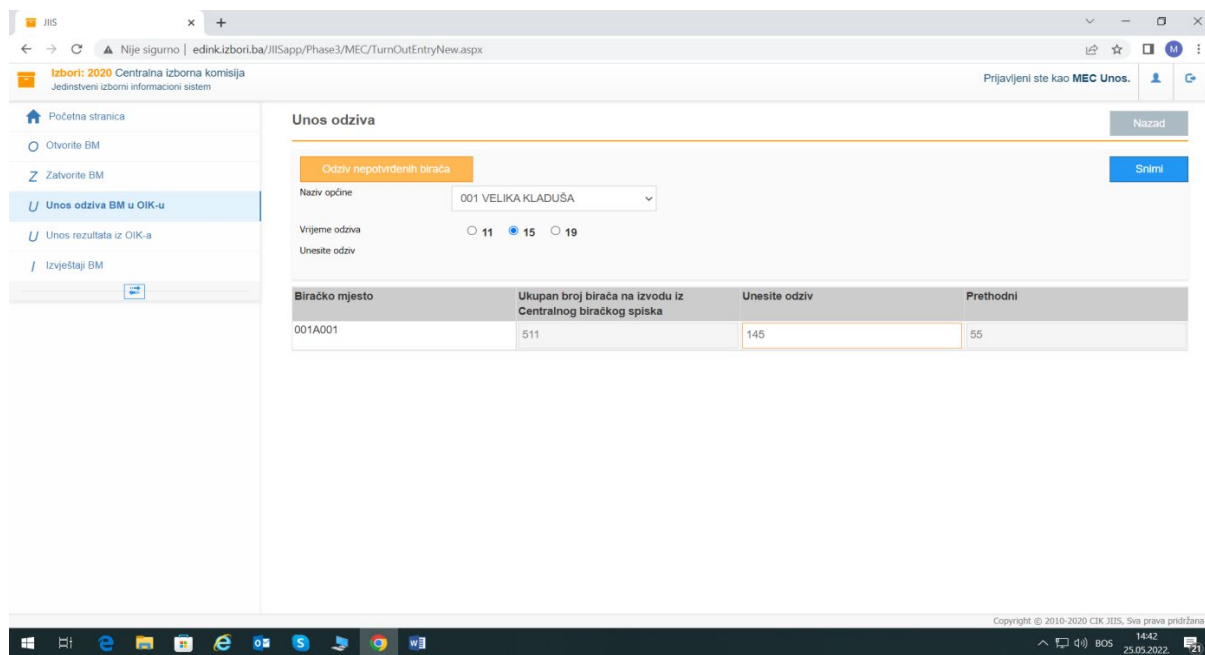 JIIS
Nije sigurno | edink.izbori.ba/JIISapp/Phase3/MEC/TurnOutEntryNew.aspx
M
Izbori: 2020 Centralna izborna komisija
Jedinstveni izborni informacioni sistem
Prijavljeni ste kao MEC Unos.
Početna stranica
O Otvorite BM
Z Zatvorite BM
U Unos odziva BM u OIK-u
U Unos rezultata iz OIK-a
I Izvještaji BM
Unos odziva
Nazad
Odziv nepotvrđenih birača
Snimi
Naziv općine
001 VELIKA KLADUŠA
Vrijeme odziva
11 15 19
Unesite odziv
Biračko mjesto
Ukupan broj birača na izvodu iz
Centralnog biračkog spiska
Unesite odziv
Prethodni
001A001
511
145
55
Copyright © 2010-2020 CIK JIIS, Sva prava pridržana
BOS
14:42
25.05.2022.
21